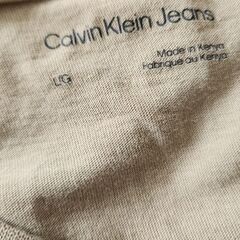 Calvin Klein Jeans
L/G
Made in Kenya
Fabriqué au Kenya